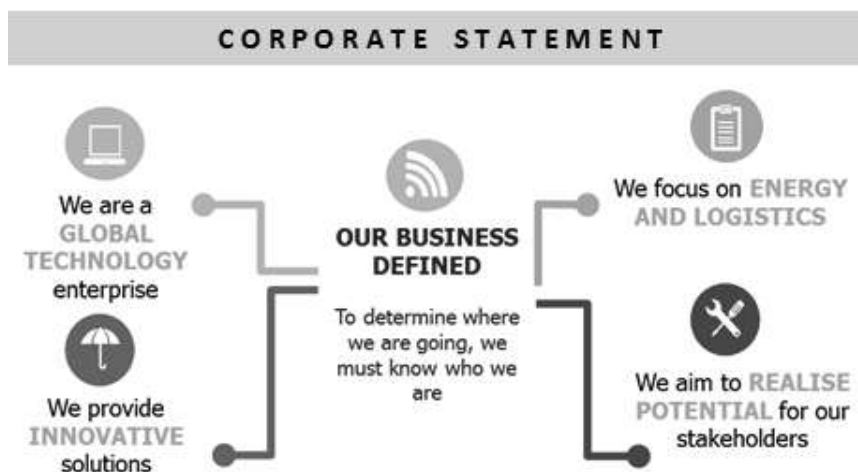 CORPORATE STATEMENT
We are a
GLOBAL
TECHNOLOGY
enterprise
We provide
INNOVATIVE
solutions
OUR BUSINESS
DEFINED
To determine where
we are going, we
must know who we
are
We focus on ENERGY
AND LOGISTICS
We aim to REALISE
POTENTIAL for our
stakeholders